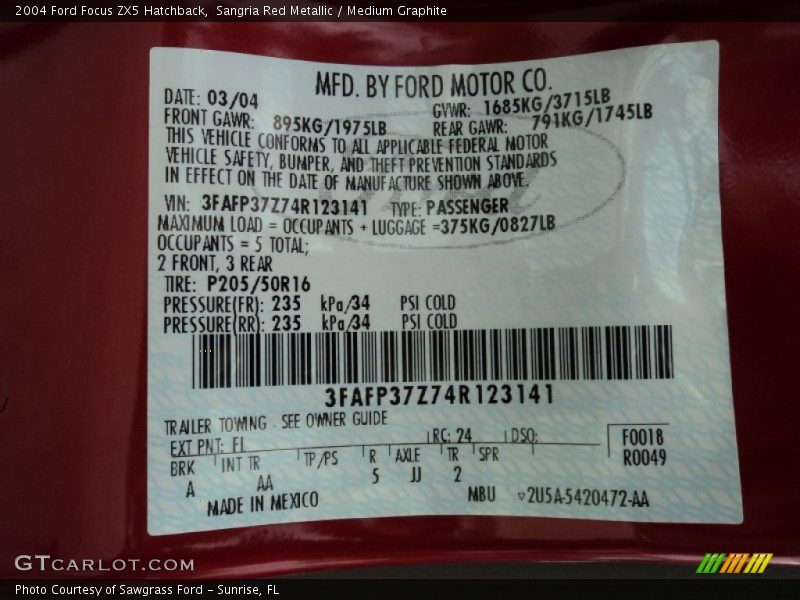 2004 Ford Focus ZX5 Hatchback,  Sangria Red Metallic / Medium Graphite
MFD. BY FORD MOTOR CO.
DATE: 03/04 GVWR: 1685KG/3715LB
FRONT GAWR: 895KG/1975LB REAR GAWR: 791KG/1745LB
THIS VEHICLE CONFORMS TO ALL APPLICABLE FEDERAL MOTOR
VEHICLE SAFETY, BUMPER, AND THEFT PREVENTION STANDARDS
IN EFFECT ON THE DATE OF MANUFACTURE SHOWN ABOVE.
VIN: 3FAFP37Z74R123141 TYPE: PASSENGER
MAXIMUM LOAD = OCCUPANTS + LUGGAGE =375KG/0827LB
OCCUPANTS = 5 TOTAL;
2 FRONT, 3 REAR
TIRE: P205/50R16
PRESSURE(FR): 235 kPa/34 PSI COLD
PRESSURE(RR): 235 kPa/34 PSI COLD
3FAFP37Z74R123141
TRAILER TOWING - SEE OWNER GUIDE
EXT PNT: FL RC: 24 DSO: F0018
BRK INT TR TP/PS R AXLE TR SPR R0049
A AA 5 JJ 2
MADE IN MEXICO MBU ▿2U5A-5420472-AA
GTCARLOT.COM
Photo Courtesy of Sawgrass Ford - Sunrise, FL